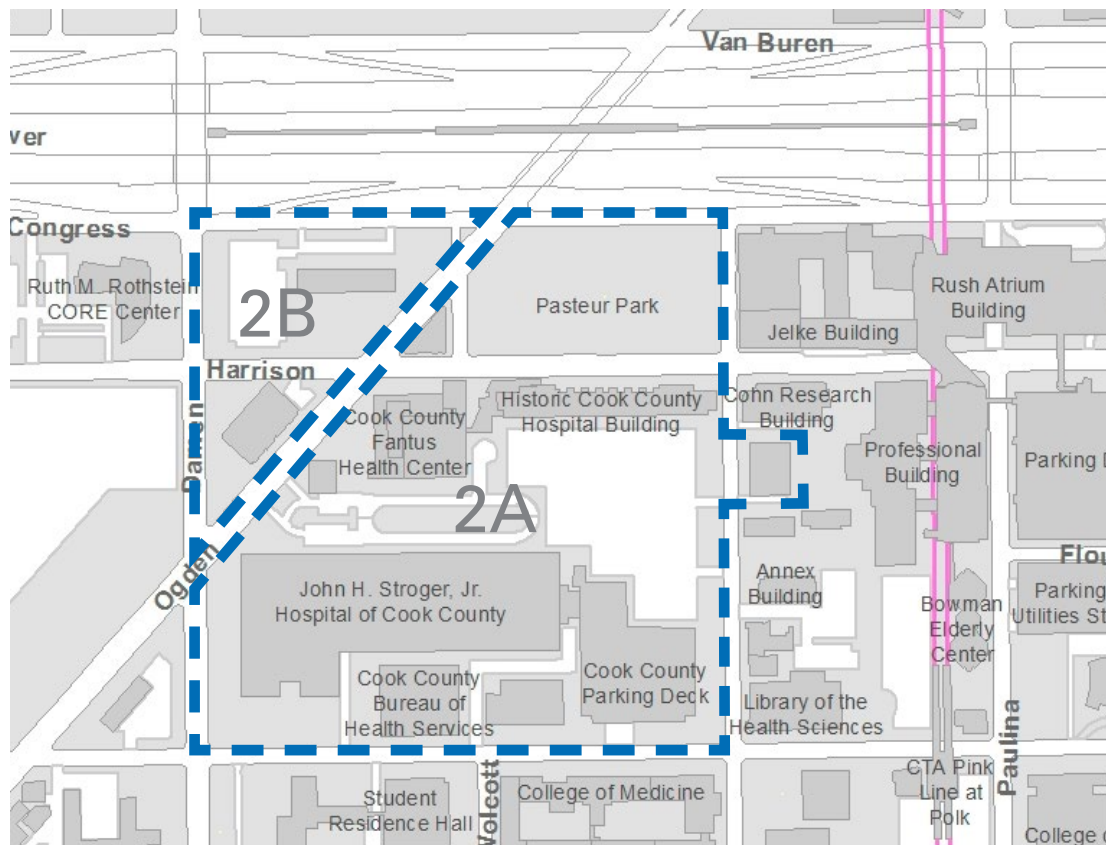 Van Buren
ver
Congress
Ruth M. Rothstein
CORE Center
2B
Pasteur Park
Rush Atrium
Building
Jelke Building
Harrison
Damen
Cook County
Fantus
Health Center
Historic Cook County
Hospital Building
Cohn Research
Building
Professional
Building
Parking D
2A
Ogden
John H. Stroger, Jr.
Hospital of Cook County
Annex
Building
Flou
Parking
Utilities St
Bowman
Elderly
Center
Cook County
Bureau of
Health Services
Cook County
Parking Deck
Library of the
Health Sciences
Paulina
Wolcott
Student
Residence Hall
College of Medicine
CTA Pink
Line at
Polk
College o